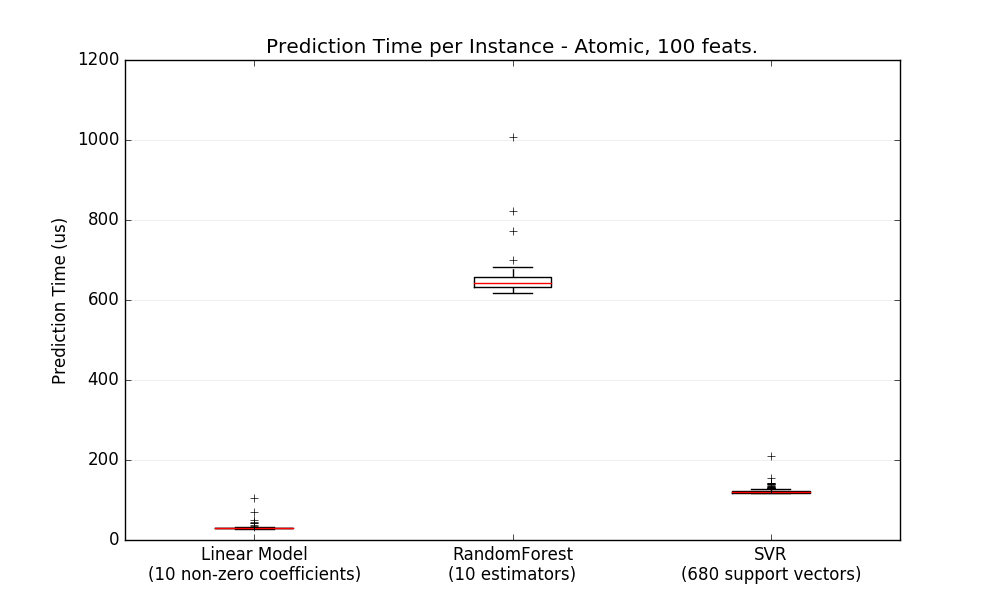 Prediction Time per Instance - Atomic, 100 feats.
Prediction Time (us)
1200
1000
800
600
400
200
0
Linear Model
(10 non-zero coefficients)
RandomForest
(10 estimators)
SVR
(680 support vectors)